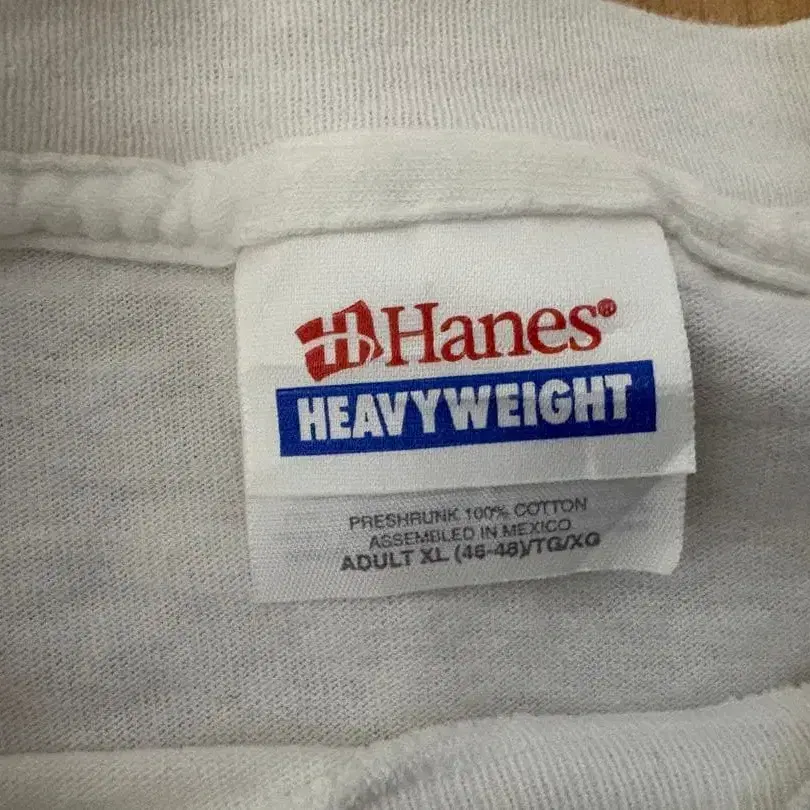 Hanes®
HEAVYWEIGHT
PRESHRUNK 100% COTTON
ASSEMBLED IN MEXICO
ADULT XL (46-48)/TG/XG